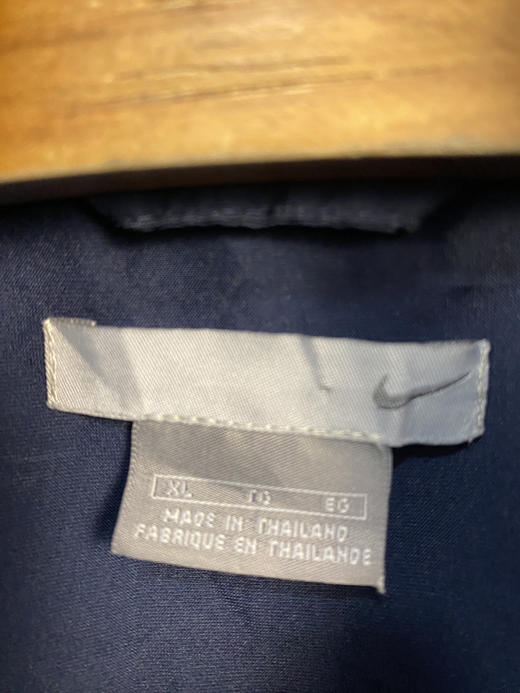 XL TG EG
MADE IN THAILAND
FABRIQUE EN THAILANDE